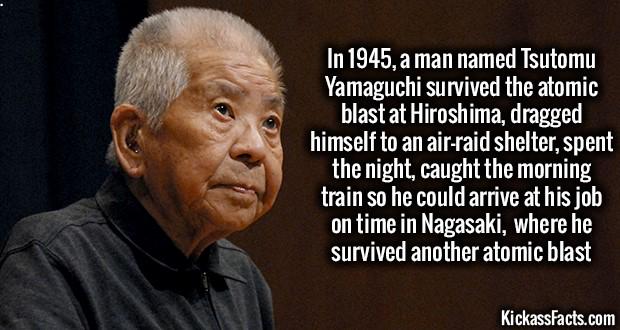 In 1945, a man named Tsutomu
Yamaguchi survived the atomic
blast at Hiroshima, dragged
himself to an air-raid shelter, spent
the night, caught the morning
train so he could arrive at his job
on time in Nagasaki, where he
survived another atomic blast
KickassFacts.com